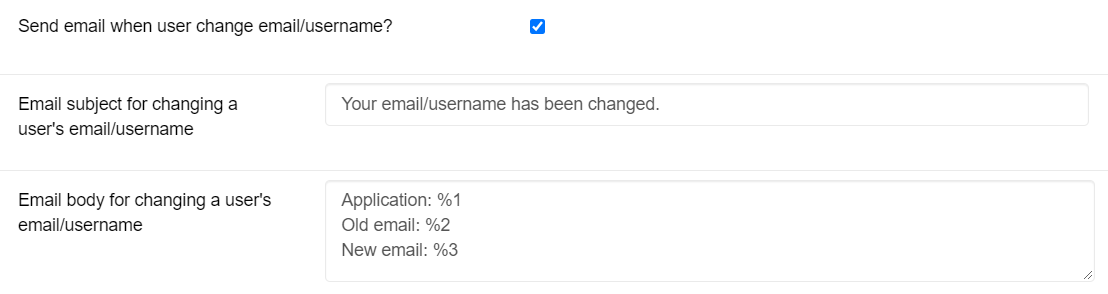 Send email when user change email/username?
Email subject for changing a
user's email/username
Your email/username has been changed.
Email body for changing a user's
email/username
Application: %1
Old email: %2
New email: %3